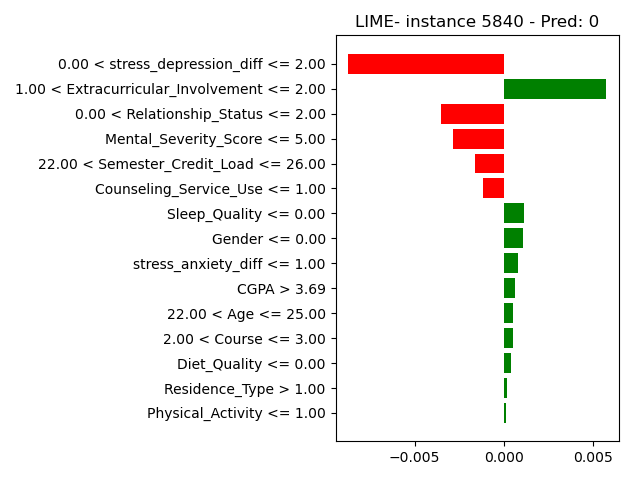 LIME- instance 5840 - Pred: 0
0.00 < stress_depression_diff <= 2.00
1.00 < Extracurricular_Involvement <= 2.00
0.00 < Relationship_Status <= 2.00
Mental_Severity_Score <= 5.00
22.00 < Semester_Credit_Load <= 26.00
Counseling_Service_Use <= 1.00
Sleep_Quality <= 0.00
Gender <= 0.00
stress_anxiety_diff <= 1.00
CGPA > 3.69
22.00 < Age <= 25.00
2.00 < Course <= 3.00
Diet_Quality <= 0.00
Residence_Type > 1.00
Physical_Activity <= 1.00
−0.005 0.000 0.005